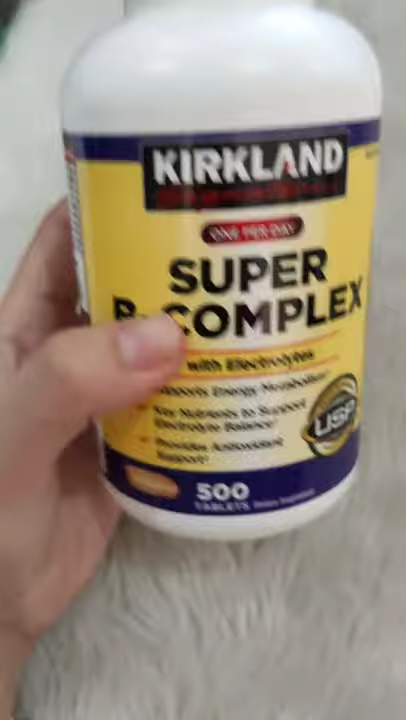 KIRKLAND
ONE PER DAY
SUPER
B-COMPLEX
with Electrolytes
Supports Energy Metabolism
Key Nutrients to Support
Electrolyte Balance
Provides Antioxidant
Support
USP
500
TABLETS